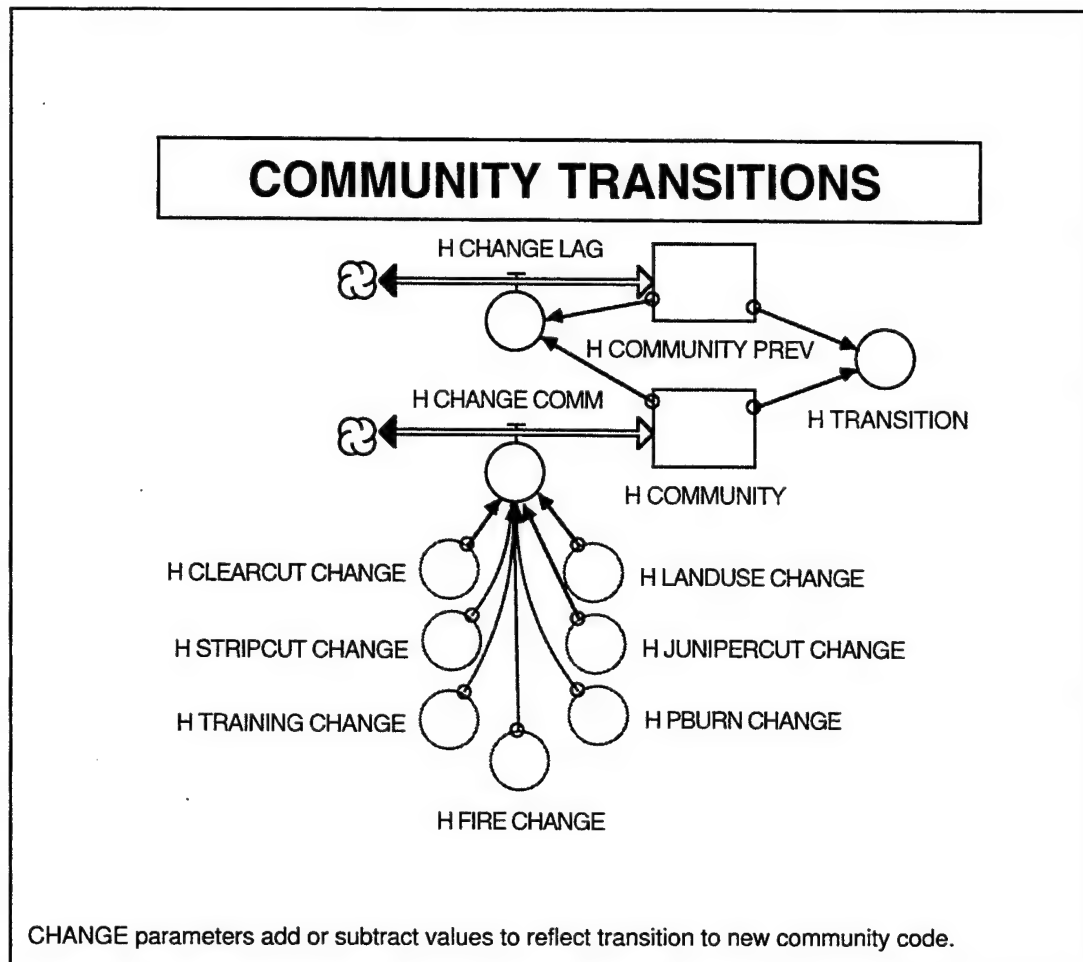 COMMUNITY TRANSITIONS
H CHANGE LAG
H COMMUNITY PREV
H CHANGE COMM
H TRANSITION
H COMMUNITY
H CLEARCUT CHANGE
H LANDUSE CHANGE
H STRIPCUT CHANGE
H JUNIPERCUT CHANGE
H TRAINING CHANGE
H PBURN CHANGE
H FIRE CHANGE
CHANGE parameters add or subtract values to reflect transition to new community code.